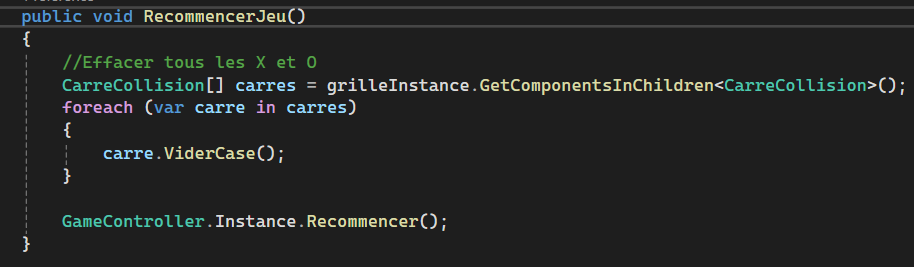 public void RecommencerJeu()
{
//Effacer tous les X et O
CarreCollision[] carres = grilleInstance.GetComponentsInChildren<CarreCollision>();
foreach (var carre in carres)
{
carre.ViderCase();
}
GameController.Instance.Recommencer();
}